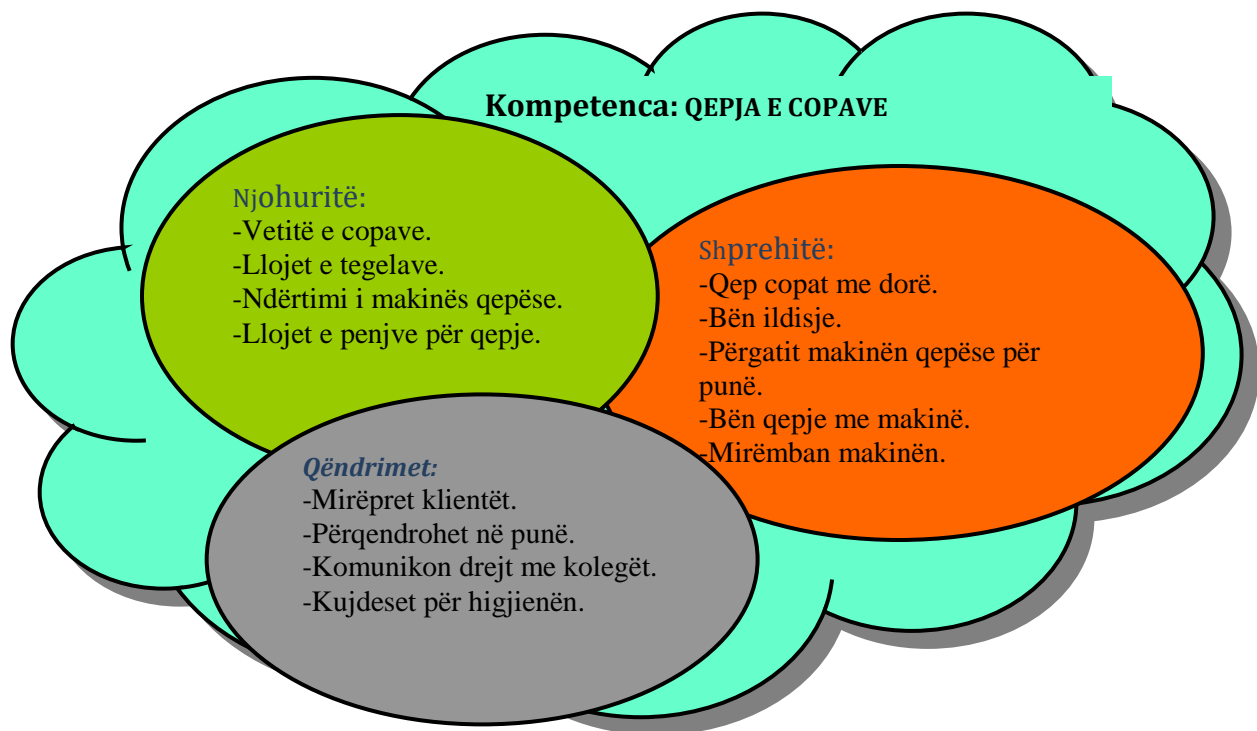 Kompetenca: QEPJA E COPAVE
Njohuritë:
-Vetitë e copave.
-Llojet e tegelave.
-Ndërtimi i makinës qepëse.
-Llojet e penjve për qepje.
Shprehitë:
-Qep copat me dorë.
-Bën ildisje.
-Përgatit makinën qepëse për
punë.
-Bën qepje me makinë.
-Mirëmban makinën.
Qëndrimet:
-Mirëpret klientët.
-Përqendrohet në punë.
-Komunikon drejt me kolegët.
-Kujdeset për higjienën.